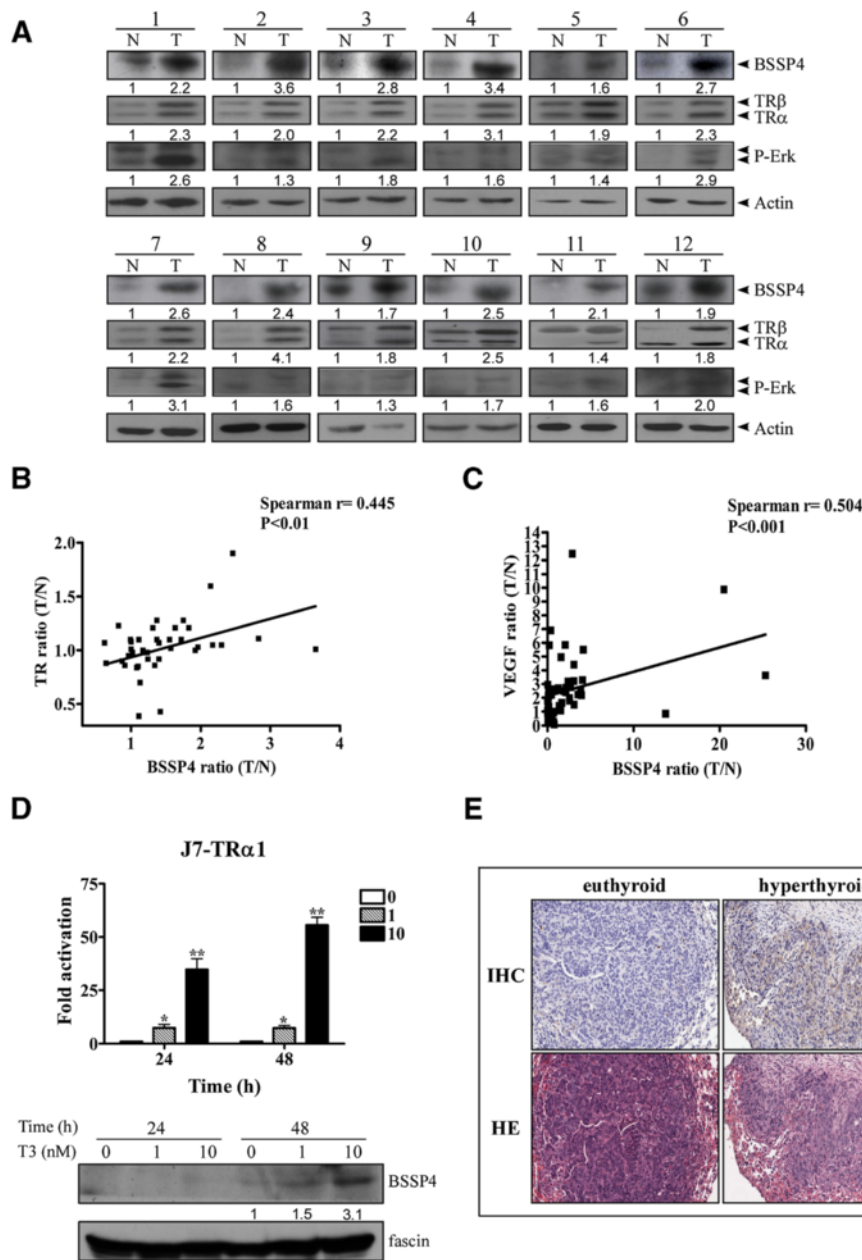 A
1 2 3 4 5 6
N T N T N T N T N T N T
BSSP4
1 2.2 1 3.6 1 2.8 1 3.4 1 1.6 1 2.7
TRβ
TRα
1 2.3 1 2.0 1 2.2 1 3.1 1 1.9 1 2.3
P-Erk
1 2.6 1 1.3 1 1.8 1 1.6 1 1.4 1 2.9
Actin
7 8 9 10 11 12
N T N T N T N T N T N T
BSSP4
1 2.6 1 2.4 1 1.7 1 2.5 1 2.1 1 1.9
TRβ
TRα
1 2.2 1 4.1 1 1.8 1 2.5 1 1.4 1 1.8
P-Erk
1 3.1 1 1.6 1 1.3 1 1.7 1 1.6 1 2.0
Actin
B
Spearman r= 0.445
P<0.01
TR ratio (T/N)
2.0
1.5
1.0
0.5
1 2 3 4
BSSP4 ratio (T/N)
C
Spearman r= 0.504
P<0.001
VEGF ratio (T/N)
14
13
12
11
10
9
8
7
6
5
4
3
2
1
0
0 10 20 30
BSSP4 ratio (T/N)
D
J7-TRα1
Fold activation
75
50
25
0
* ** * **
0
1
10
24 48
Time (h)
Time (h) 24 48
T3 (nM) 0 1 10 0 1 10
BSSP4
1 1.5 3.1
fascin
E
euthyroid hyperthyroi
IHC
HE